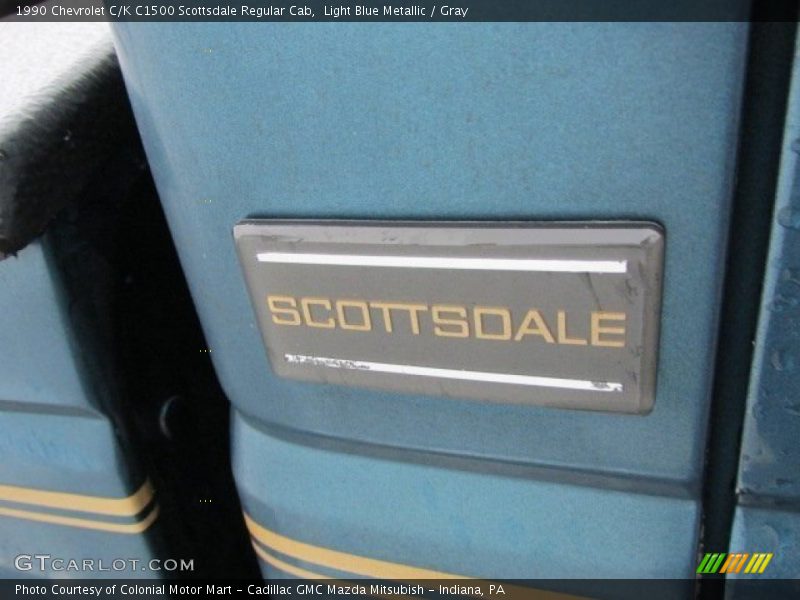 1990 Chevrolet C/K C1500 Scottsdale Regular Cab,  Light Blue Metallic / Gray
SCOTTSDALE
GTCARLOT.COM
Photo Courtesy of Colonial Motor Mart - Cadillac GMC Mazda Mitsubish - Indiana, PA